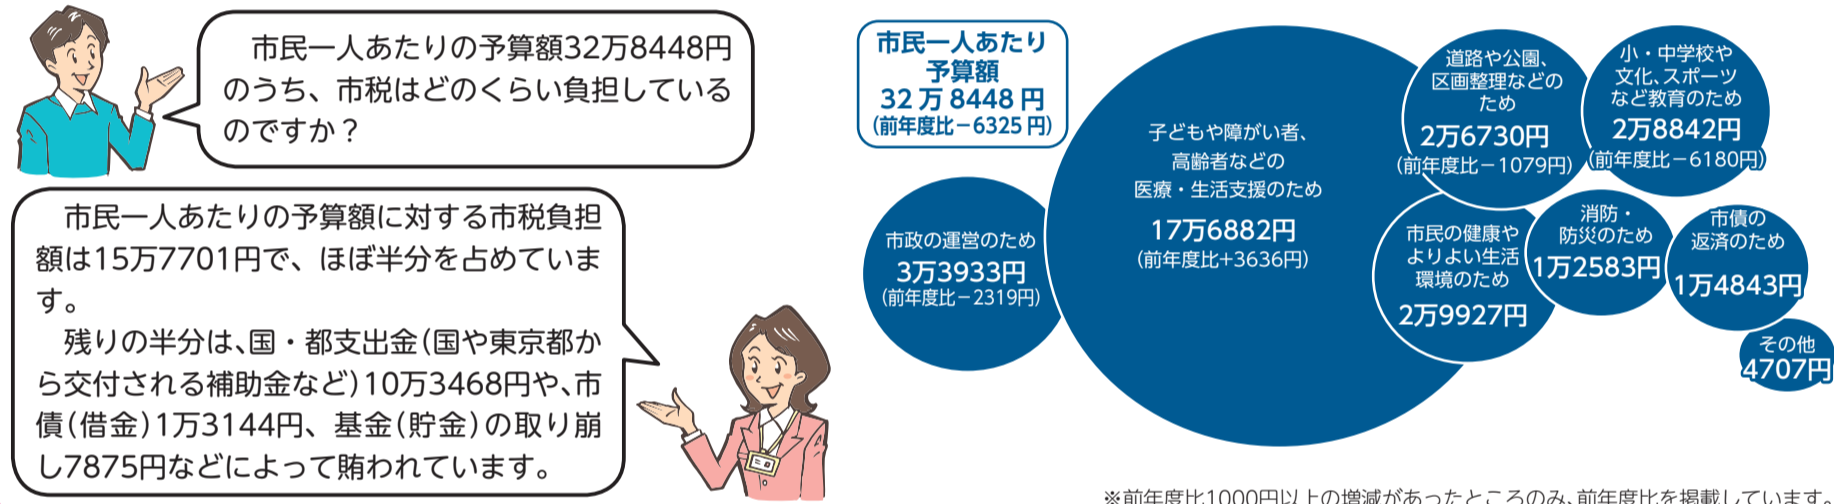 市民一人あたりの予算額32万8448円
のうち、市税はどのくらい負担している
のですか？
市民一人あたりの予算額に対する市税負担
額は15万7701円で、ほぼ半分を占めていま
す。
残りの半分は、国・都支出金（国や東京都か
ら交付される補助金など）10万3468円や、市
債（借金）1万3144円、基金（貯金）の取り崩
し7875円などによって賄われています。
市民一人あたり
予算額
32万8448円
（前年度比－6325円）
市政の運営のため
3万3933円
（前年度比－2319円）
子どもや障がい者、
高齢者などの
医療・生活支援のため
17万6882円
（前年度比+3636円）
道路や公園、
区画整理などの
ため
2万6730円
（前年度比－1079円）
小・中学校や
文化、スポーツ
など教育のため
2万8842円
（前年度比－6180円）
市民の健康や
よりよい生活
環境のため
2万9927円
消防・
防災のため
1万2583円
市債の
返済のため
1万4843円
その他
4707円
※前年度比1000円以上の増減があったところのみ、前年度比を掲載しています。